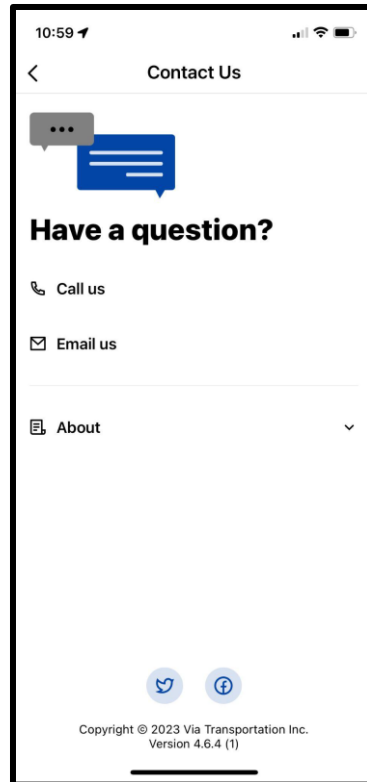 10:59
Contact Us
Have a question?
Call us
Email us
About
Copyright © 2023 Via Transportation Inc.
Version 4.6.4 (1)